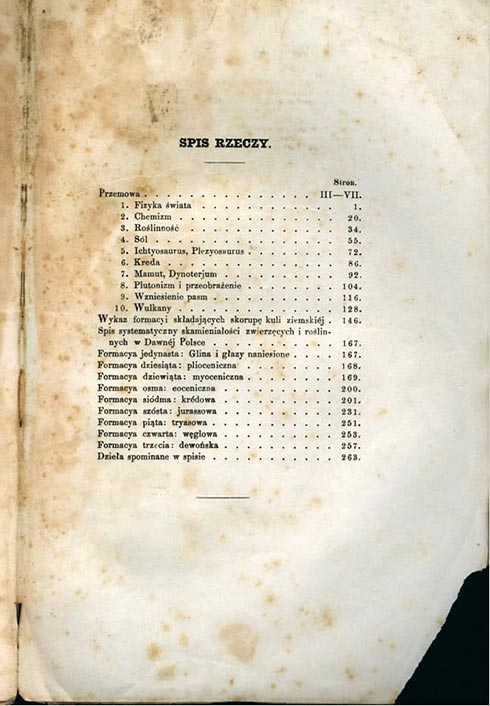 SPIS RZECZY.
Stron.
Przemowa . . . . . . . . . . . . . . . . III—VII.
1. Fizyka świata . . . . . . . . . . . . . 1.
2. Chemizm . . . . . . . . . . . . . . . 20.
3. Roślinność . . . . . . . . . . . . . . 34.
4. Sól . . . . . . . . . . . . . . . . . 55.
5. Ichtyosaurus, Plezyosaurus . . . . . . . . 72.
6. Kreda . . . . . . . . . . . . . . . . 86.
7. Mamut, Dynoterjum . . . . . . . . . . . 92.
8. Plutonizm i przeobrażenie . . . . . . . . 104.
9. Wzniesienie pasm . . . . . . . . . . . 116.
10. Wulkany . . . . . . . . . . . . . . 128.
Wykaz formacyi składających skorupę kuli ziemskiéj . 146.
Spis systematyczny skamieniałości zwierzęcych i roślin-
nych w Dawnéj Polsce . . . . . . . . . . 167.
Formacya jedynasta: Glina i głazy naniesione . . . . 167.
Formacya dziesiąta: plioceniczna . . . . . . . . 168.
Formacya dziewiąta: myoceniczna . . . . . . . . 169.
Formacya osma: eoceniczna . . . . . . . . . . 200.
Formacya siódma: krédowa . . . . . . . . . . 201.
Formacya szósta: jurassowa . . . . . . . . . . 231.
Formacya piąta: tryasowa . . . . . . . . . . 251.
Formacya czwarta: węglowa . . . . . . . . . . 253.
Formacya trzecia: dewońska . . . . . . . . . . 257.
Dzieła spominane w spisie . . . . . . . . . . 263.